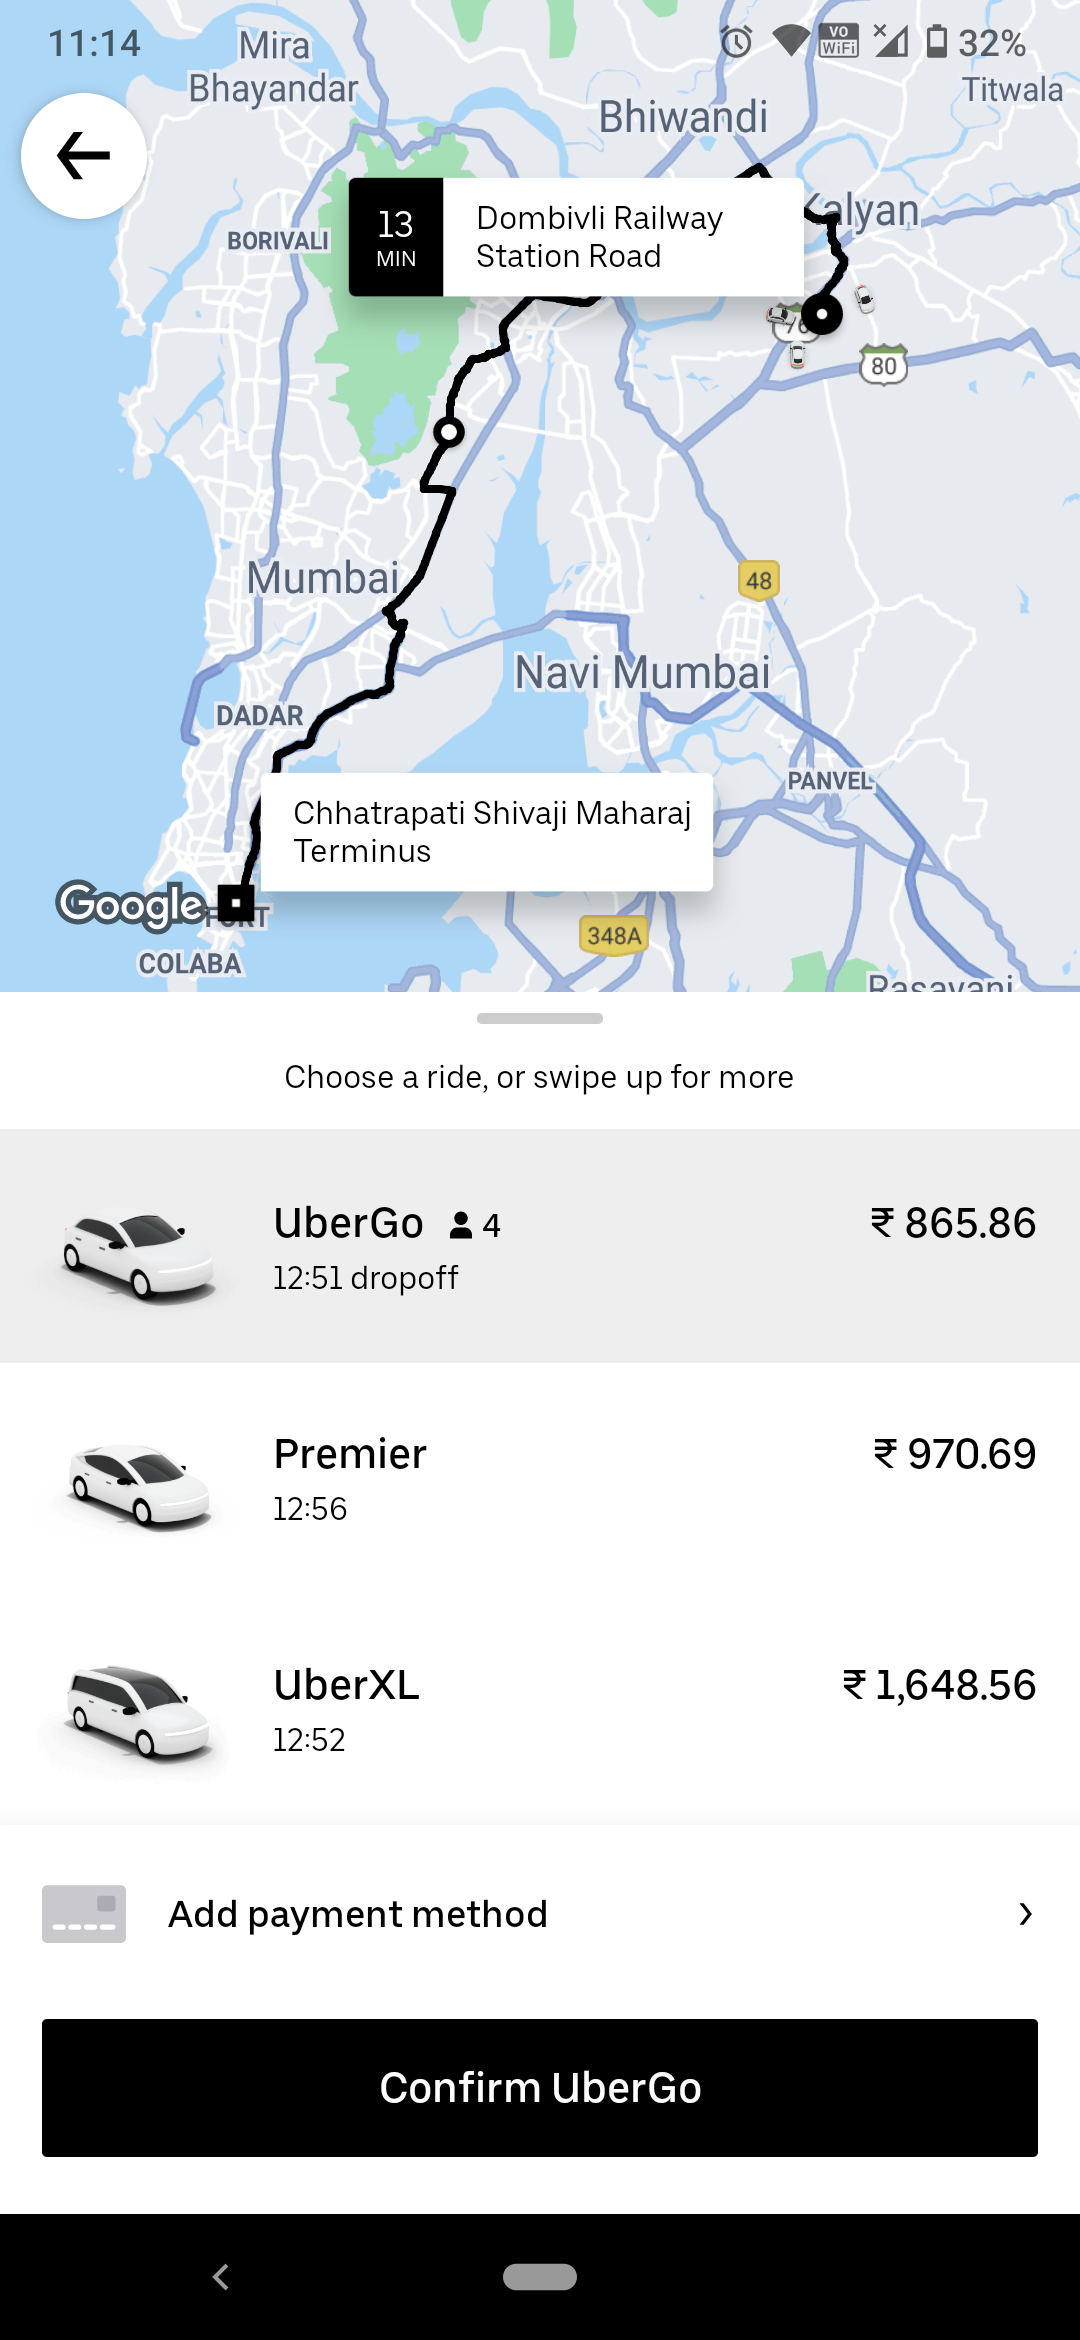 11:14
VO
WiFi
32%
Mira
Bhayandar
Titwala
Bhiwandi
13
MIN
Dombivli Railway
Station Road
Kalyan
BORIVALI
76
80
48
Mumbai
Navi Mumbai
DADAR
PANVEL
Chhatrapati Shivaji Maharaj
Terminus
Google
FORT
348A
COLABA
Rasayani
Choose a ride, or swipe up for more
UberGo 4
₹ 865.86
12:51 dropoff
Premier
₹ 970.69
12:56
UberXL
₹ 1,648.56
12:52
Add payment method
Confirm UberGo